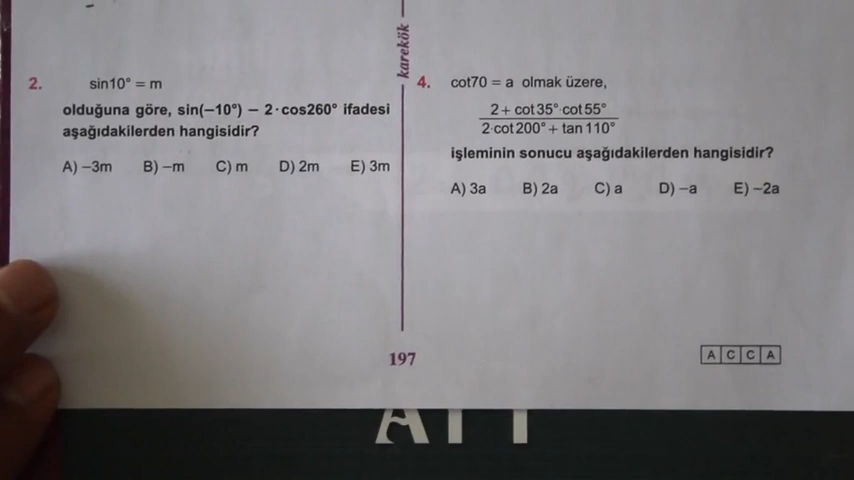 2. sin10° = m
olduğuna göre, sin(−10°) − 2·cos260° ifadesi
aşağıdakilerden hangisidir?
A) −3m B) −m C) m D) 2m E) 3m
karekök
4. cot70 = a olmak üzere,
2 + cot35°·cot55°
2·cot200° + tan110°
işleminin sonucu aşağıdakilerden hangisidir?
A) 3a B) 2a C) a D) −a E) −2a
197
A C C A